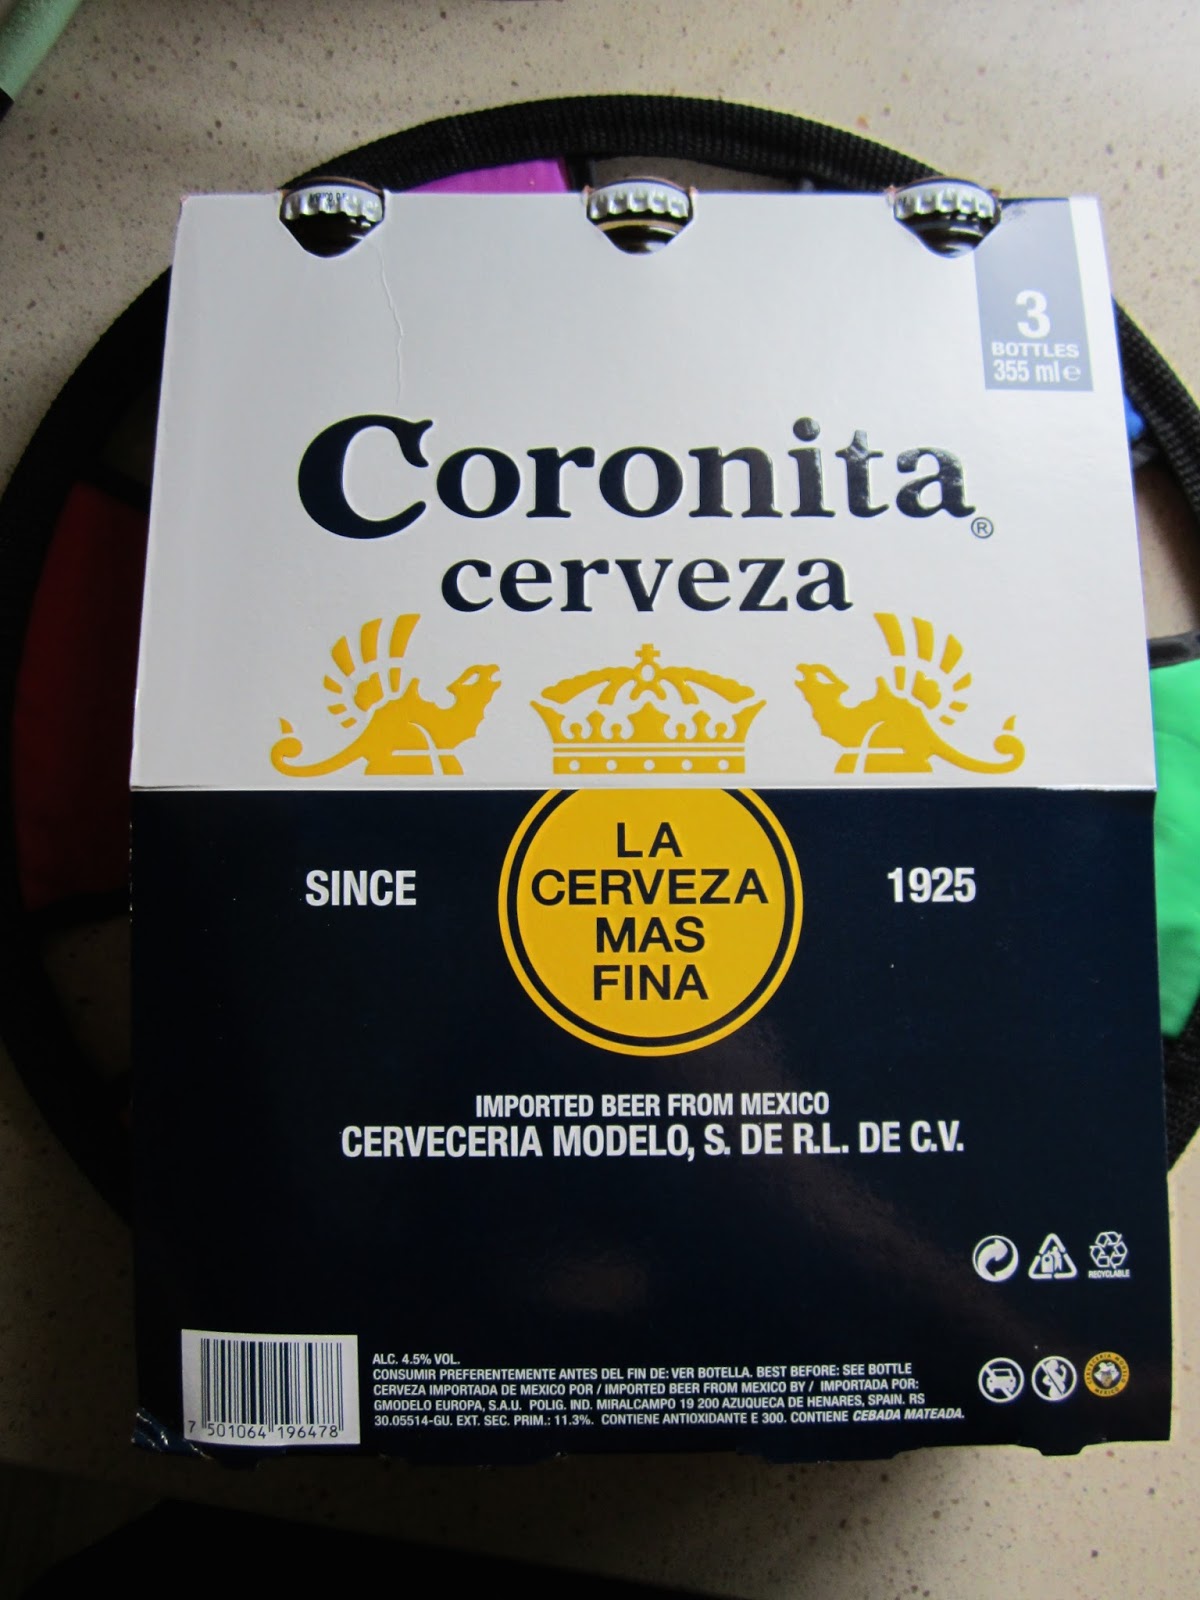 3
BOTTLES
355 ml e
Coronita®
cerveza
LA
CERVEZA
MAS
FINA
SINCE
1925
IMPORTED BEER FROM MEXICO
CERVECERIA MODELO, S. DE R.L. DE C.V.
RECYCLABLE
ALC. 4.5% VOL.
CONSUMIR PREFERENTEMENTE ANTES DEL FIN DE: VER BOTELLA. BEST BEFORE: SEE BOTTLE
CERVEZA IMPORTADA DE MEXICO POR / IMPORTED BEER FROM MEXICO BY / IMPORTADA POR:
GMODELO EUROPA, S.A.U. POLIG. IND. MIRALCAMPO 19 200 AZUQUECA DE HENARES, SPAIN. RS
30.05514-GU. EXT. SEC. PRIM.: 11.3%. CONTIENE ANTIOXIDANTE E 300. CONTIENE CEBADA MATEADA.
7 501064 196478